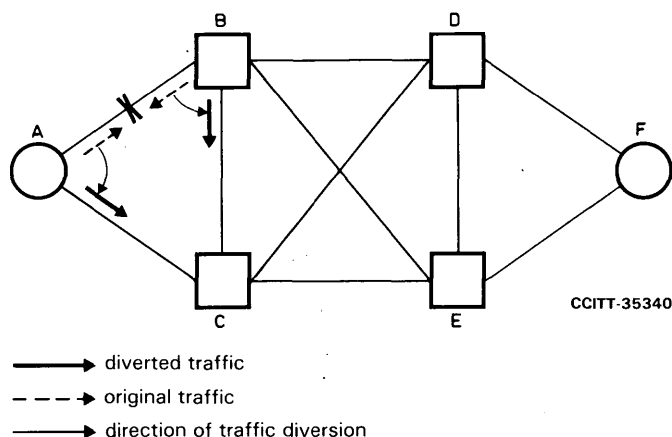 B
D
A
F
C
E
CCITT-35340
diverted traffic
original traffic
direction of traffic diversion